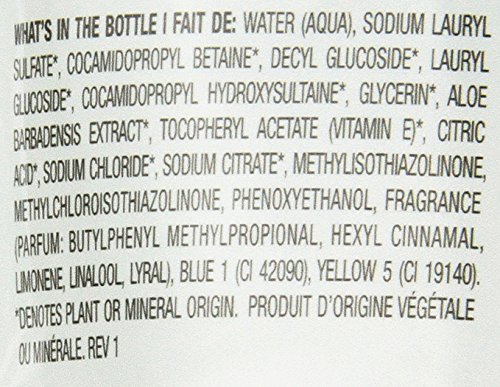 WHAT'S IN THE BOTTLE I FAIT DE: WATER (AQUA), SODIUM LAURYL
SULFATE*, COCAMIDOPROPYL BETAINE*, DECYL GLUCOSIDE*, LAURYL
GLUCOSIDE*, COCAMIDOPROPYL HYDROXYSULTAINE*, GLYCERIN*, ALOE
BARBADENSIS EXTRACT*, TOCOPHERYL ACETATE (VITAMIN E)*, CITRIC
ACID*, SODIUM CHLORIDE*, SODIUM CITRATE*, METHYLISOTHIAZOLINONE,
METHYLCHLOROISOTHIAZOLINONE, PHENOXYETHANOL, FRAGRANCE
(PARFUM: BUTYLPHENYL METHYLPROPIONAL, HEXYL CINNAMAL,
LIMONENE, LINALOOL, LYRAL), BLUE 1 (CI 42090), YELLOW 5 (CI 19140).
*DENOTES PLANT OR MINERAL ORIGIN. PRODUIT D'ORIGINE VÉGÉTALE
OU MINÉRALE. REV 1